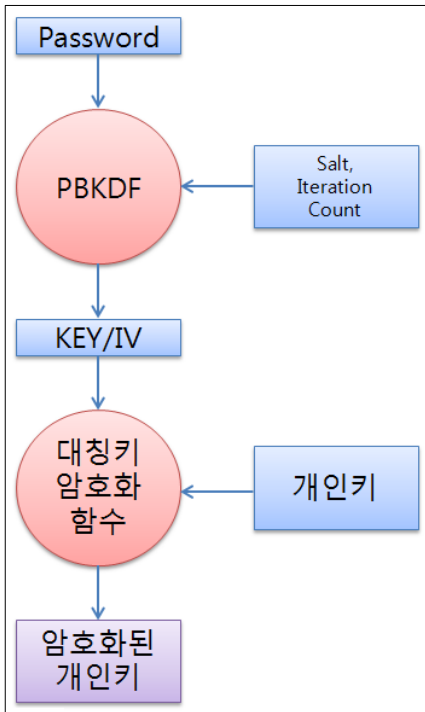 Password
PBKDF
Salt,
Iteration
Count
KEY/IV
대칭키
암호화
함수
개인키
암호화된
개인키